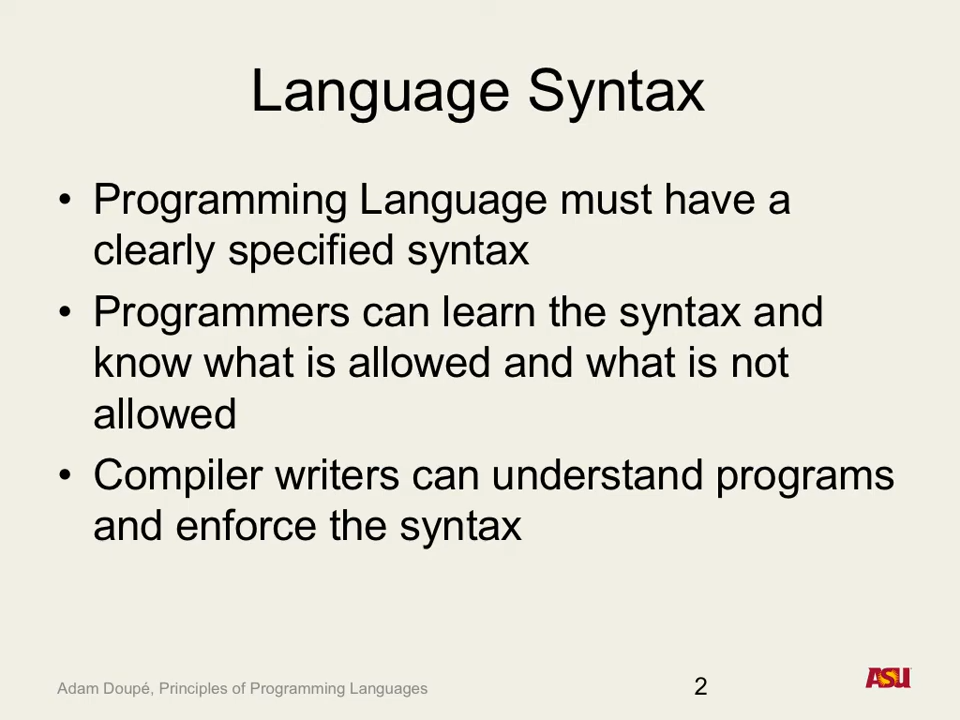 Language Syntax
• Programming Language must have a
clearly specified syntax
• Programmers can learn the syntax and
know what is allowed and what is not
allowed
• Compiler writers can understand programs
and enforce the syntax
Adam Doupé, Principles of Programming Languages
2
ASU